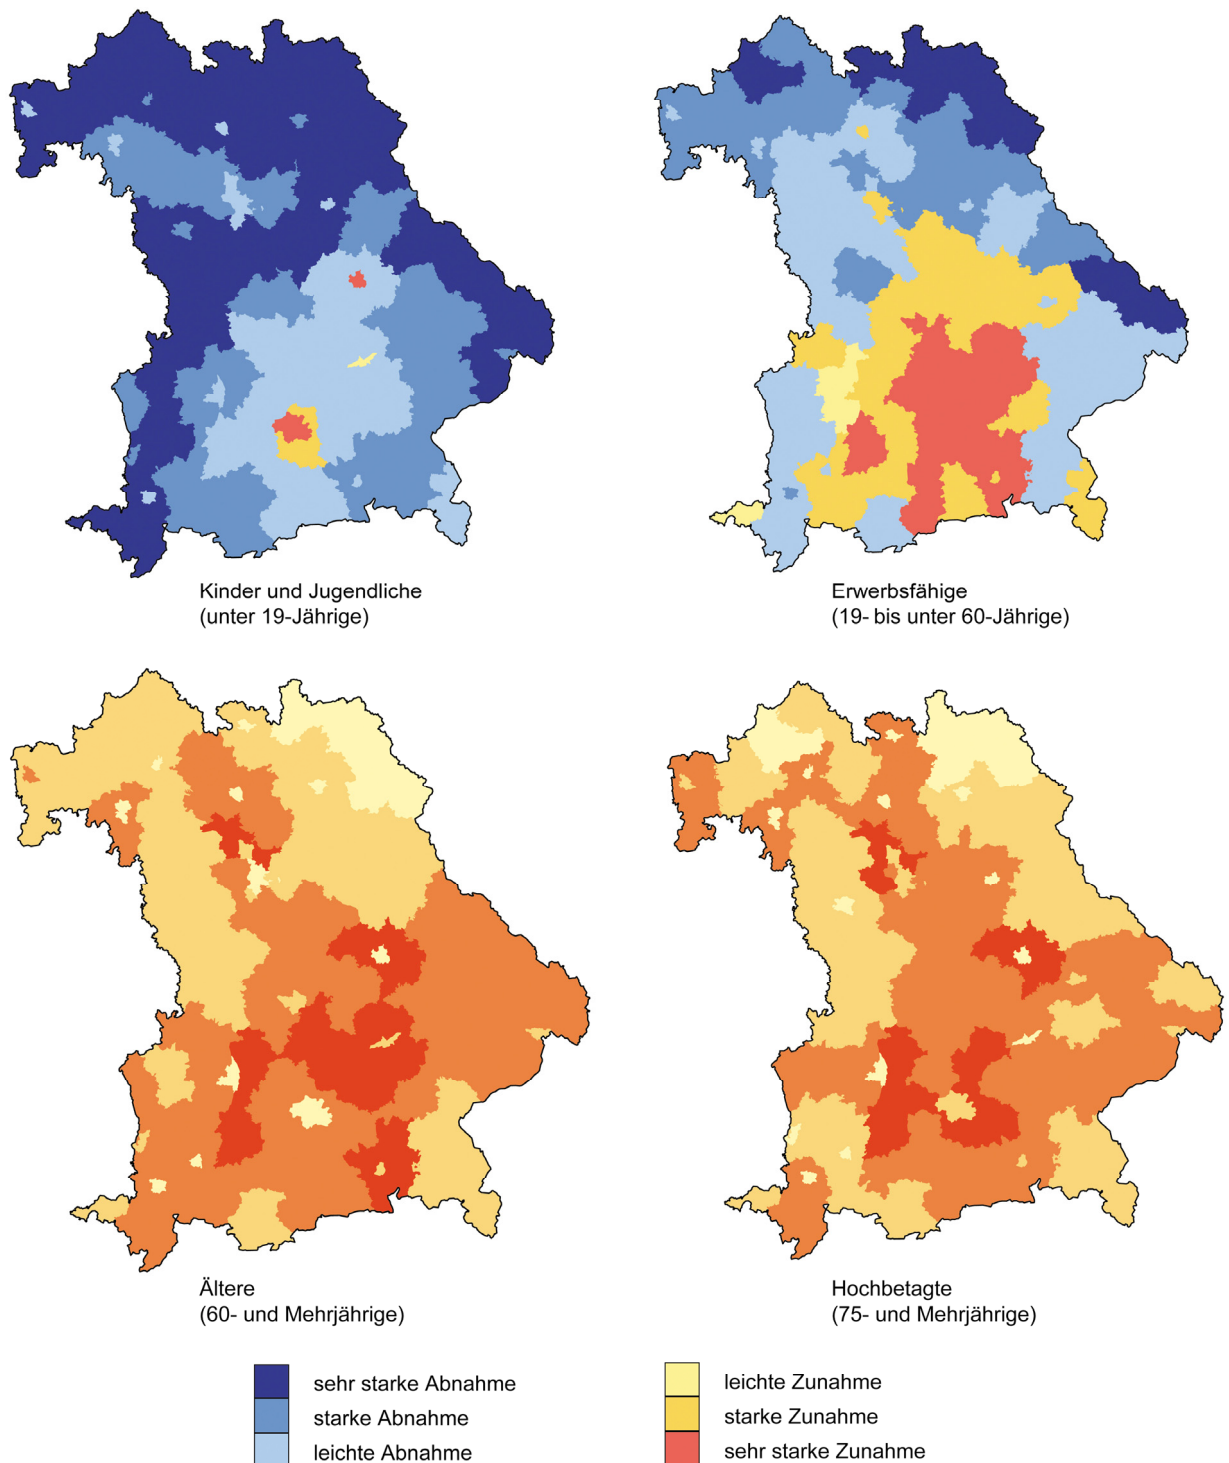 Kinder und Jugendliche
(unter 19-Jährige)
Erwerbsfähige
(19- bis unter 60-Jährige)
Ältere
(60- und Mehrjährige)
Hochbetagte
(75- und Mehrjährige)
sehr starke Abnahme
starke Abnahme
leichte Abnahme
leichte Zunahme
starke Zunahme
sehr starke Zunahme